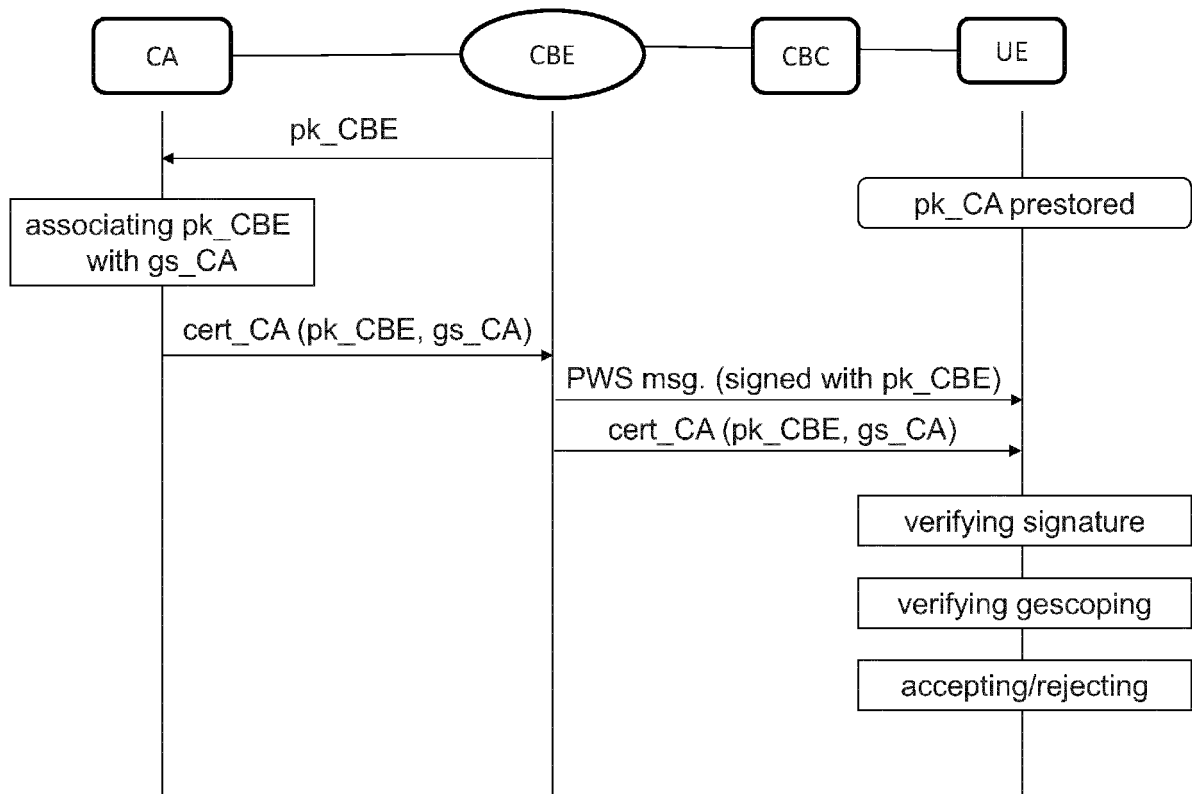 CA
CBE
CBC
UE
pk_CBE
pk_CA prestored
associating pk_CBE
with gs_CA
cert_CA (pk_CBE, gs_CA)
PWS msg. (signed with pk_CBE)
cert_CA (pk_CBE, gs_CA)
verifying signature
verifying gescoping
accepting/rejecting